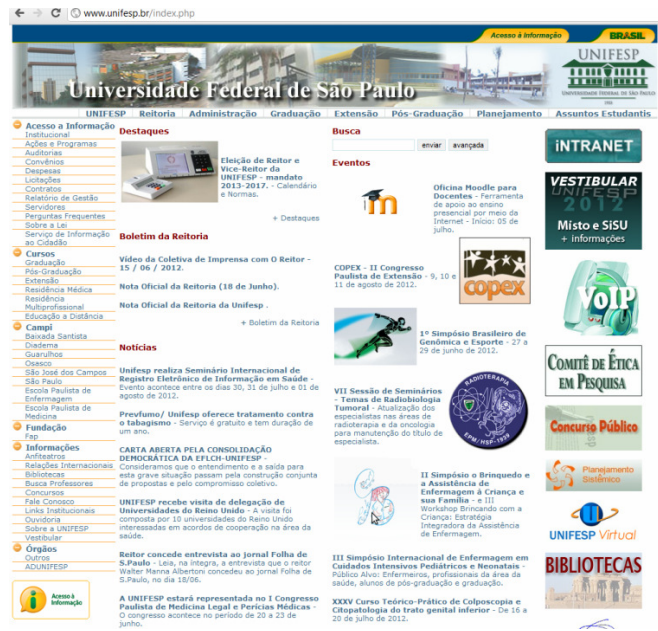 www.unifesp.br/index.php
Acesso à Informação
BRASIL
Universidade Federal de São Paulo
UNIFESP
UNIVERSIDADE FEDERAL DE SÃO PAULO
UNIFESP Reitoria Administração Graduação Extensão Pós-Graduação Planejamento Assuntos Estudantis
Acesso a Informação
Institucional
Ações e Programas
Auditorias
Convênios
Despesas
Licitações
Contratos
Relatório de Gestão
Servidores
Perguntas Frequentes
Sobre a Lei
Serviço de Informação
ao Cidadão
Cursos
Graduação
Pós-Graduação
Extensão
Residência Médica
Residência
Multiprofissional
Educação a Distância
Campi
Baixada Santista
Diadema
Guarulhos
Osasco
São José dos Campos
São Paulo
Escola Paulista de
Enfermagem
Escola Paulista de
Medicina
Fundação
Fap
Informações
Anfiteatros
Relações Internacionais
Bibliotecas
Busca Professores
Concursos
Fale Conosco
Links Institucionais
Ouvidoria
Sobre a UNIFESP
Vestibular
Órgãos
Outros
ADUNIFESP
Acesso à
Informação
Destaques
Eleição de Reitor e
Vice-Reitor da
UNIFESP - mandato
2013-2017. - Calendário
e Normas.
+ Destaques
Boletim da Reitoria
Vídeo da Coletiva de Imprensa com O Reitor -
15 / 06 / 2012.
Nota Oficial da Reitoria (18 de Junho).
Nota Oficial da Reitoria da Unifesp .
+ Boletim da Reitoria
Notícias
Unifesp realiza Seminário Internacional de
Registro Eletrônico de Informação em Saúde -
Evento acontece entre os dias 30, 31 de julho e 01 de
agosto de 2012.
Prevfumo/ Unifesp oferece tratamento contra
o tabagismo - Serviço é gratuito e tem duração de
um ano.
CARTA ABERTA PELA CONSOLIDAÇÃO
DEMOCRÁTICA DA EFLCH-UNIFESP -
Consideramos que o entendimento e a saída para
esta grave situação passam pela construção conjunta
de propostas e pelo compromisso coletivo.
UNIFESP recebe visita de delegação de
Universidades do Reino Unido - A visita foi
composta por 10 universidades do Reino Unido
interessadas em acordos de cooperação na área da
saúde.
Reitor concede entrevista ao jornal Folha de
S.Paulo - Leia, na íntegra, a entrevista que o reitor
Walter Manna Albertoni concedeu ao jornal Folha de
S.Paulo, no dia 18/06.
A UNIFESP estará representada no I Congresso
Paulista de Medicina Legal e Perícias Médicas -
O congresso acontece no período de 20 a 23 de
junho.
Busca
enviar avançada
Eventos
m
Oficina Moodle para
Docentes - Ferramenta
de apoio ao ensino
presencial por meio da
Internet - Início: 05 de
julho.
COPEX - II Congresso
Paulista de Extensão - 9, 10 e
11 de agosto de 2012.
copex
1º Simpósio Brasileiro de
Genômica e Esporte - 27 a
29 de junho de 2012.
VII Sessão de Seminários
- Temas de Radiobiologia
Tumoral - Atualização dos
especialistas nas áreas de
radioterapia e da oncologia
para manutenção do título de
especialista.
RADIOTERAPIA
EPM/HSP-1939
II Simpósio o Brinquedo e
a Assistência de
Enfermagem á Criança e
sua Família - e III
Workshop Brincando com a
Criança: Estratégia
Integradora da Assistência
de Enfermagem.
III Simpósio Internacional de Enfermagem em
Cuidados Intensivos Pediátricos e Neonatais -
Público Alvo: Enfermeiros, profissionais da área da
saúde, alunos de pós-graduação e graduação.
XXXV Curso Teórico-Prático de Colposcopia e
Citopatologia do trato genital inferior - De 16 a
20 de julho de 2012.
INTRANET
VESTIBULAR
UNIFESP
2012
Misto e SiSU
+ informações
VoIP
COMITÊ DE ÉTICA
EM PESQUISA
Concurso Público
Planejamento
Sistêmico
UNIFESP Virtual
BIBLIOTECAS